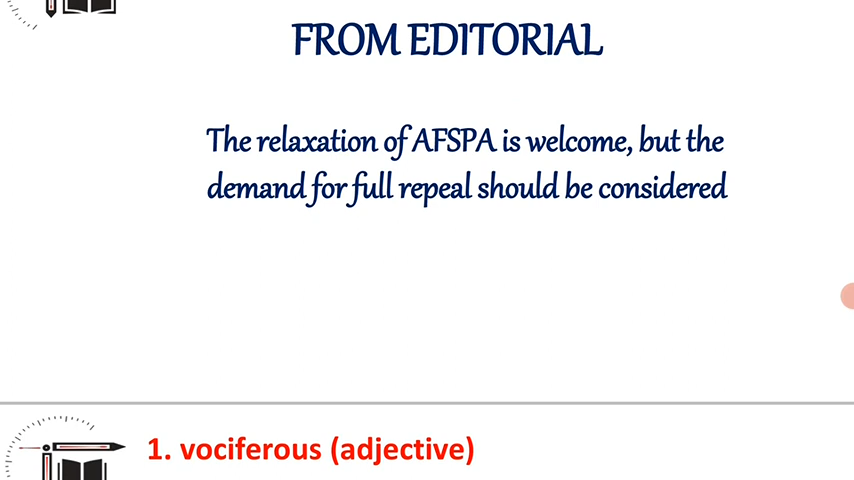 FROM EDITORIAL
The relaxation of AFSPA is welcome, but the
demand for full repeal should be considered
1. vociferous (adjective)